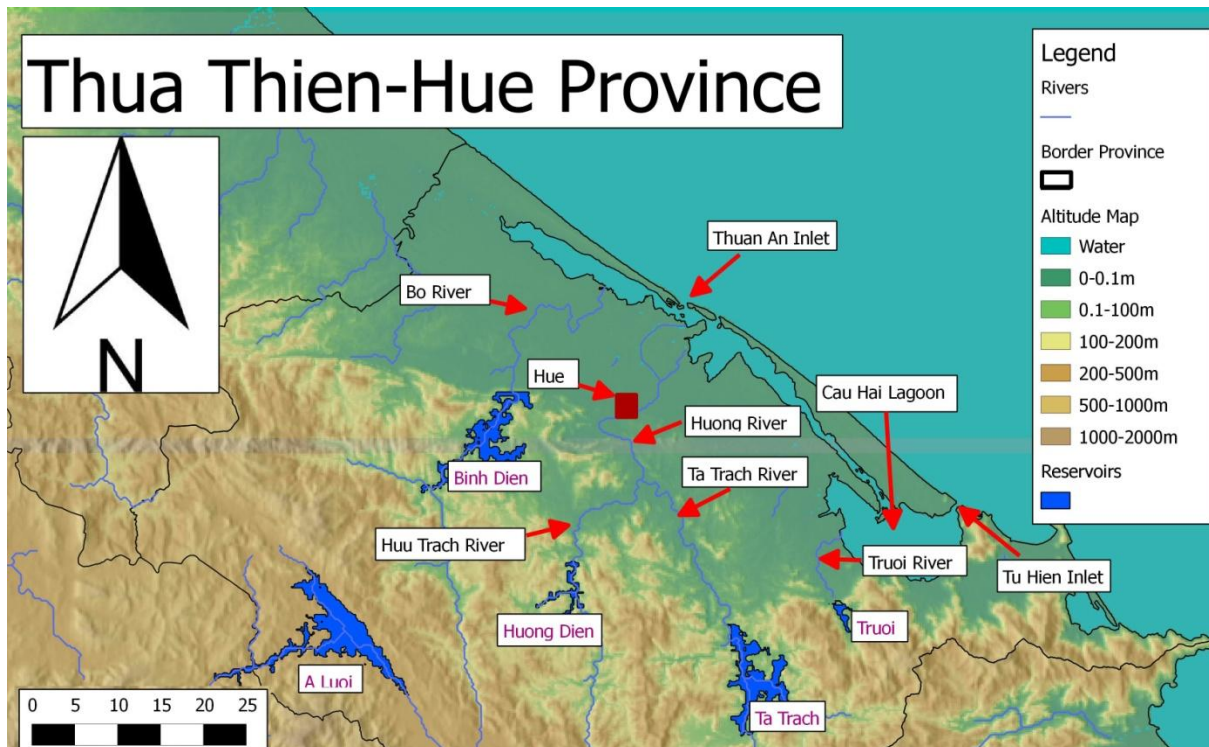 Thua Thien-Hue Province
N
Thuan An Inlet
Bo River
Hue
Cau Hai Lagoon
Huong River
Ta Trach River
Binh Dien
Huu Trach River
Truoi River
Tu Hien Inlet
Huong Dien
Truoi
A Luoi
Ta Trach
0 5 10 15 20 25
Legend
Rivers
Border Province
Altitude Map
Water
0-0.1m
0.1-100m
100-200m
200-500m
500-1000m
1000-2000m
Reservoirs